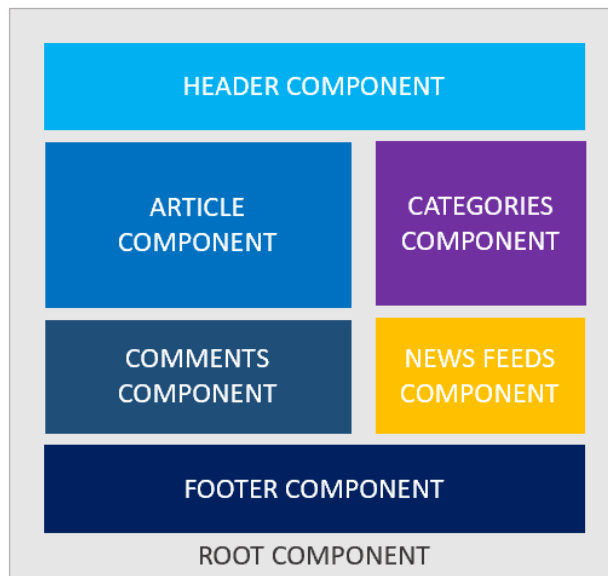 HEADER COMPONENT
ARTICLE
COMPONENT
CATEGORIES
COMPONENT
COMMENTS
COMPONENT
NEWS FEEDS
COMPONENT
FOOTER COMPONENT
ROOT COMPONENT